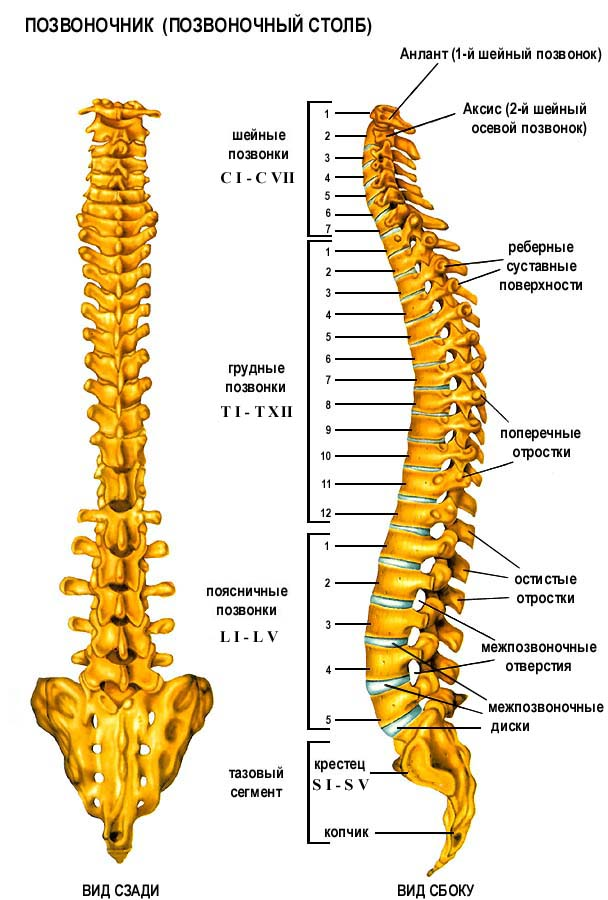 ПОЗВОНОЧНИК (ПОЗВОНОЧНЫЙ СТОЛБ)
Анлант (1-й шейный позвонок)
Аксис (2-й шейный
осевой позвонок)
шейные
позвонки
C I - C VII
1
2
3
4
5
6
7
реберные
суставные
поверхности
грудные
позвонки
T I - T XII
1
2
3
4
5
6
7
8
9
10
11
12
поперечные
отростки
поясничные
позвонки
L I - L V
1
2
3
4
5
остистые
отростки
межпозвоночные
отверстия
межпозвоночные
диски
тазовый
сегмент
крестец
S I - S V
копчик
ВИД СЗАДИ
ВИД СБОКУ